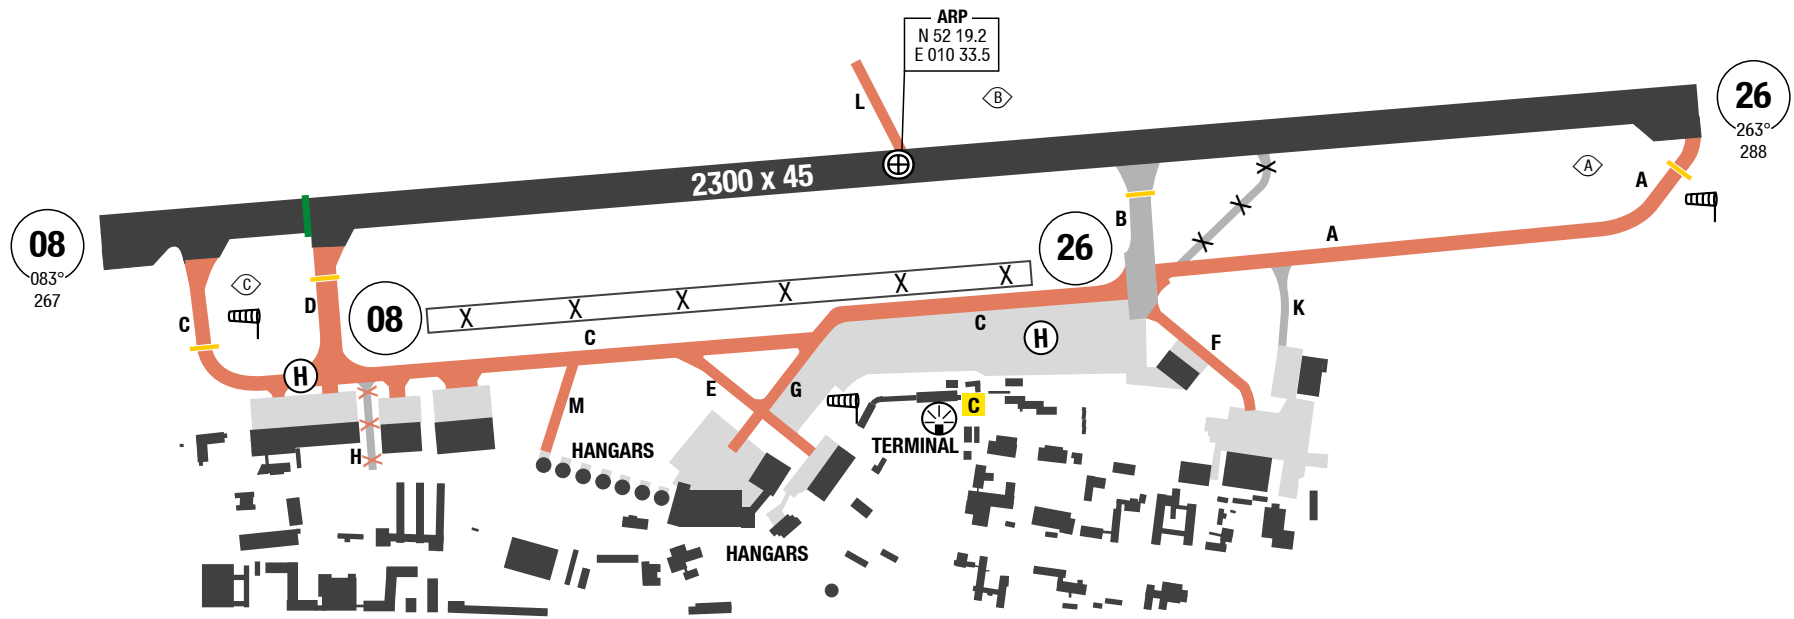 ARP
N 52 19.2
E 010 33.5
26
263°
288
L
B
2300 x 45
A
A
08
083°
267
C
D
C
B
26
A
08
C
C
H
K
H
F
E
G
M
C
TERMINAL
HANGARS
H
HANGARS
X
X
X
X
X
X